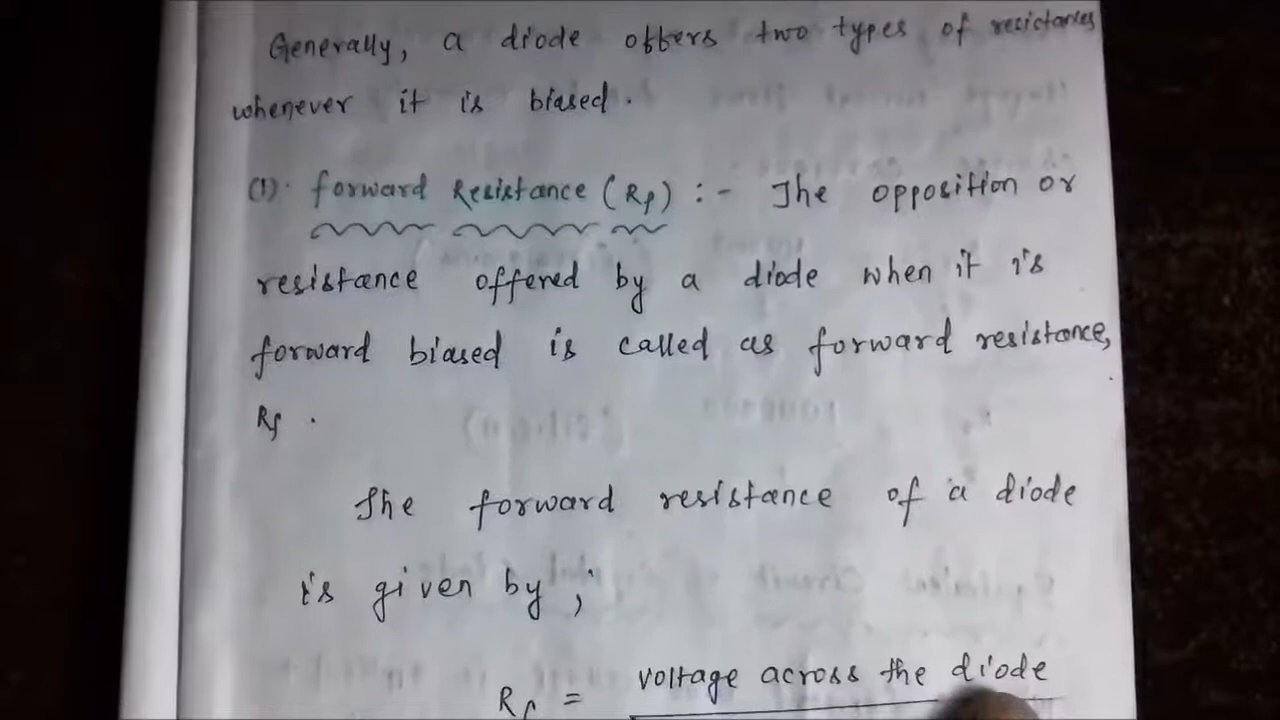 Generally, a diode offers two types of resistances
whenever it is biased.
(1). forward Resistance (Rf) :- The opposition or
resistance offered by a diode when it is
forward biased is called as forward resistance,
Rf .
The forward resistance of a diode
is given by ;
Rf = voltage across the diode